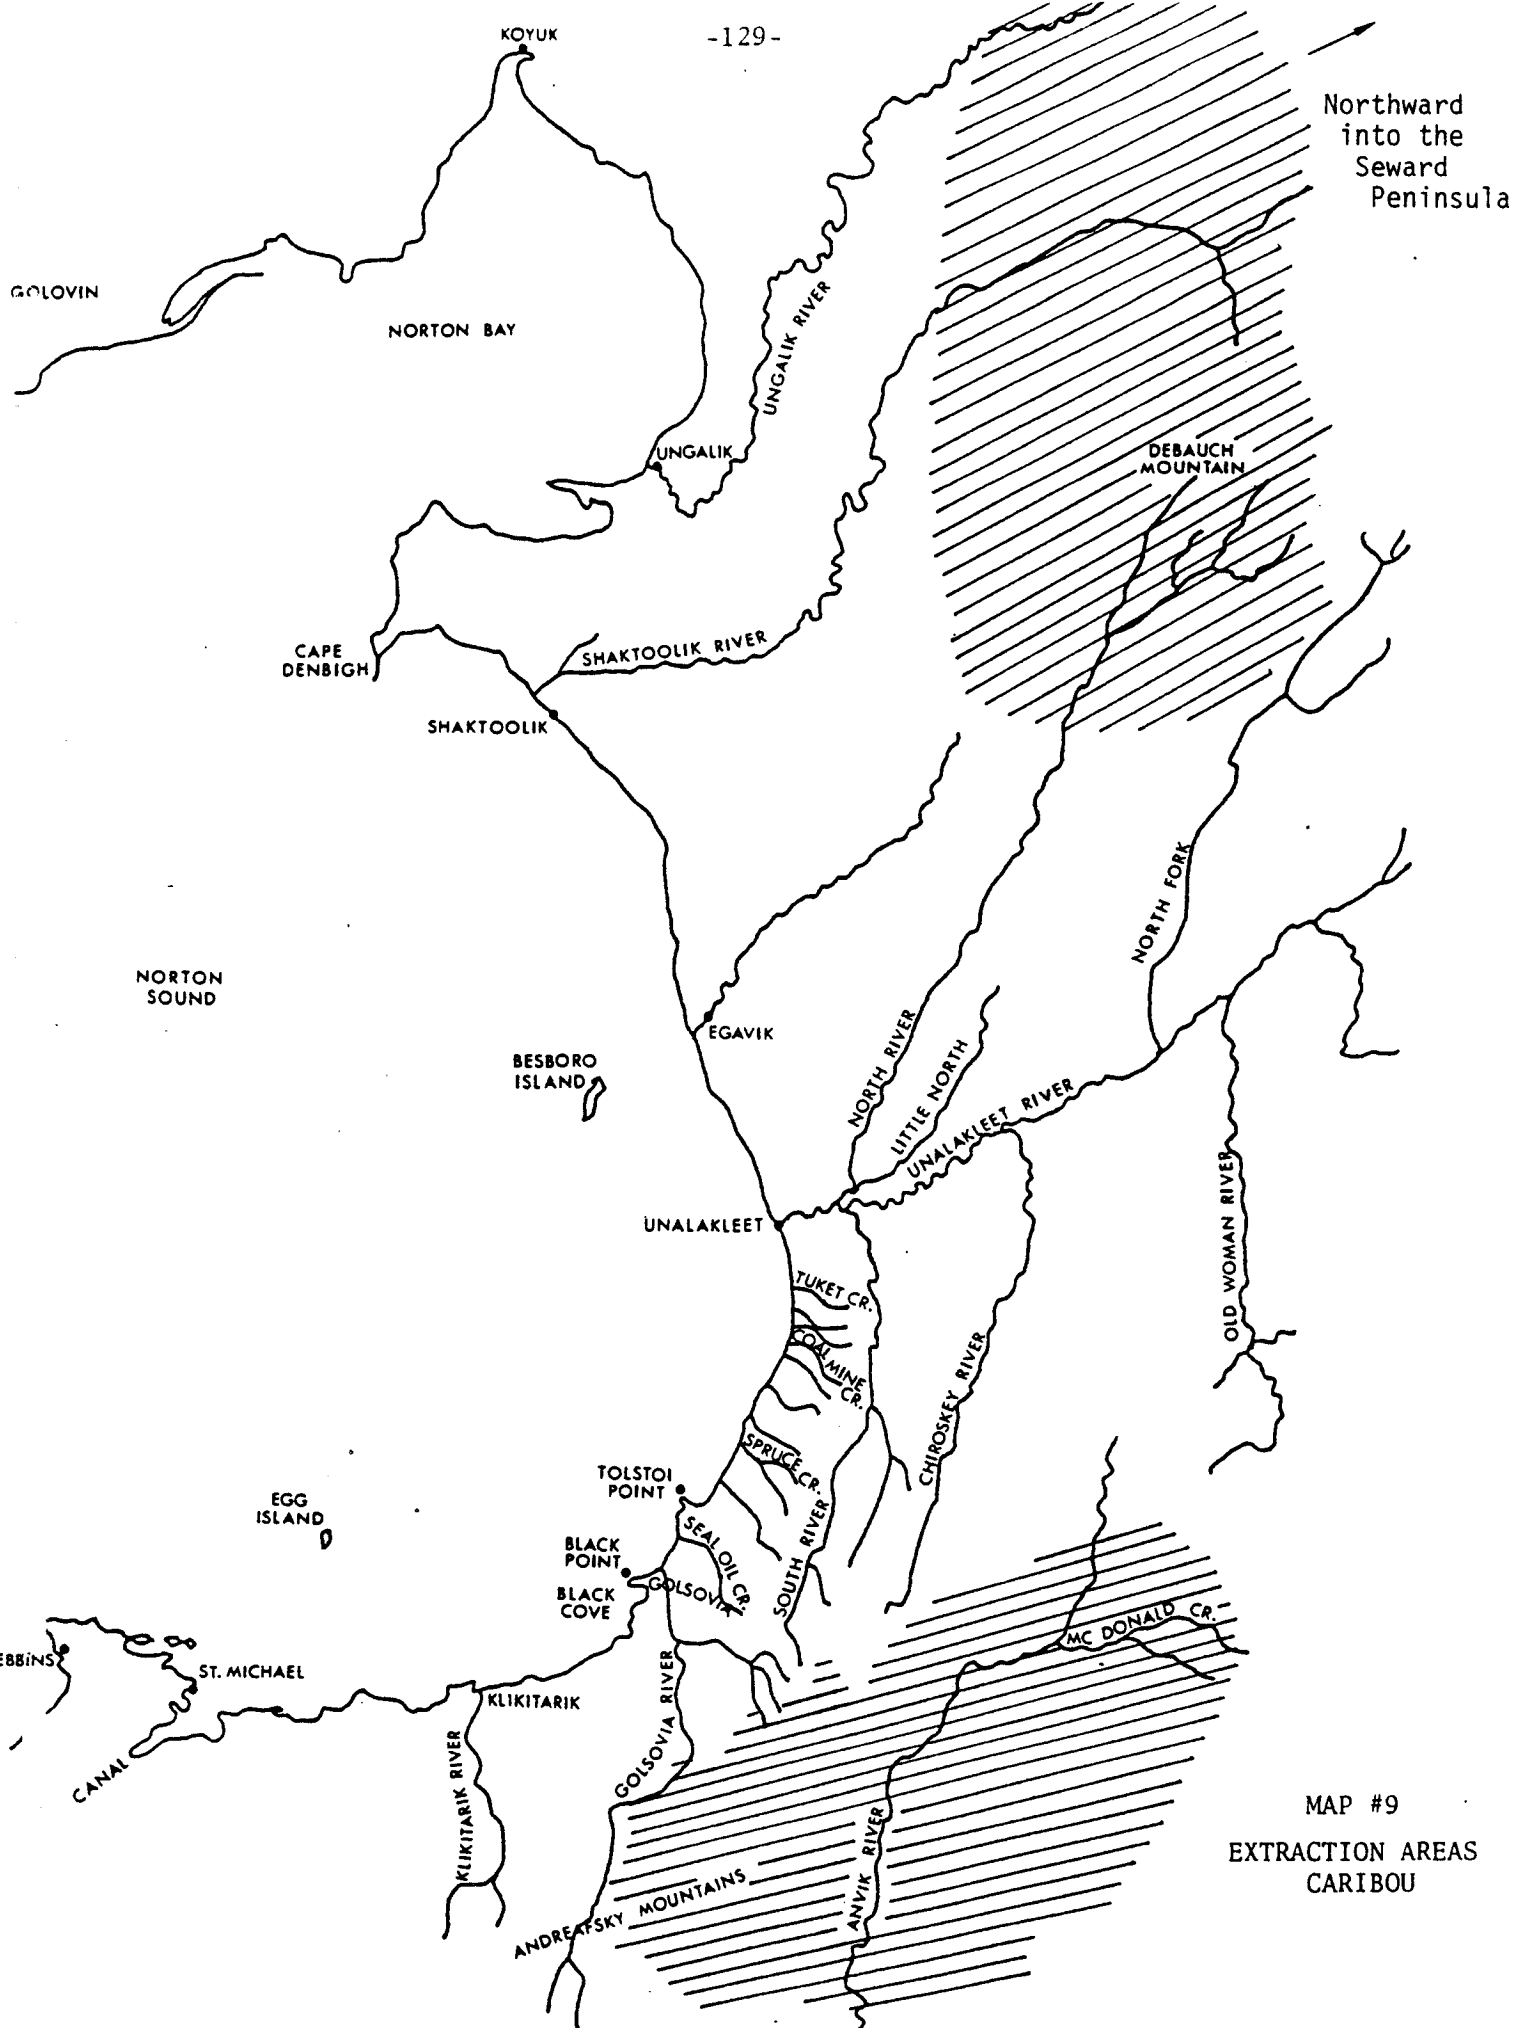 KOYUK
-129-
Northward
into the
Seward
Peninsula
GOLOVIN
NORTON BAY
UNGALIK RIVER
UNGALIK
DEBAUCH
MOUNTAIN
CAPE
DENBIGH
SHAKTOOLIK RIVER
SHAKTOOLIK
NORTH FORK
NORTON
SOUND
EGAVIK
BESBORO
ISLAND
NORTH RIVER
LITTLE NORTH
UNALAKLEET RIVER
UNALAKLEET
OLD WOMAN RIVER
TUKET CR.
COAL MINE
CR.
CHIROSKEY RIVER
SPRUCE CR.
TOLSTOI
POINT
EGG
ISLAND
SEAL OIL CR.
SOUTH RIVER
BLACK
POINT
BLACK
COVE
GOLSOVIA
MC DONALD CR.
EBBINS
ST. MICHAEL
KLIKITARIK
GOLSOVIA RIVER
CANAL
KLIKITARIK RIVER
ANVIK RIVER
ANDREAFSKY MOUNTAINS
MAP #9
EXTRACTION AREAS
CARIBOU